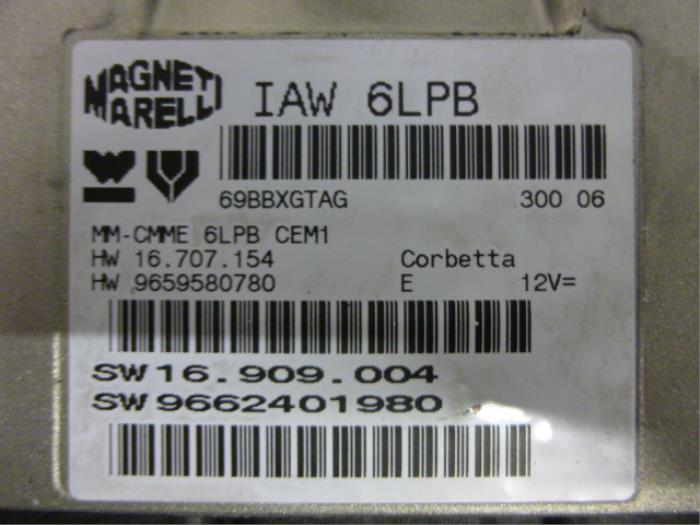 MAGNETI
MARELLI
IAW 6LPB
69BBXGTAG 300 06
MM-CMME 6LPB CEM1
HW 16.707.154 Corbetta
HW 9659580780 E 12V=
SW 16.909.004
SW 9662401980